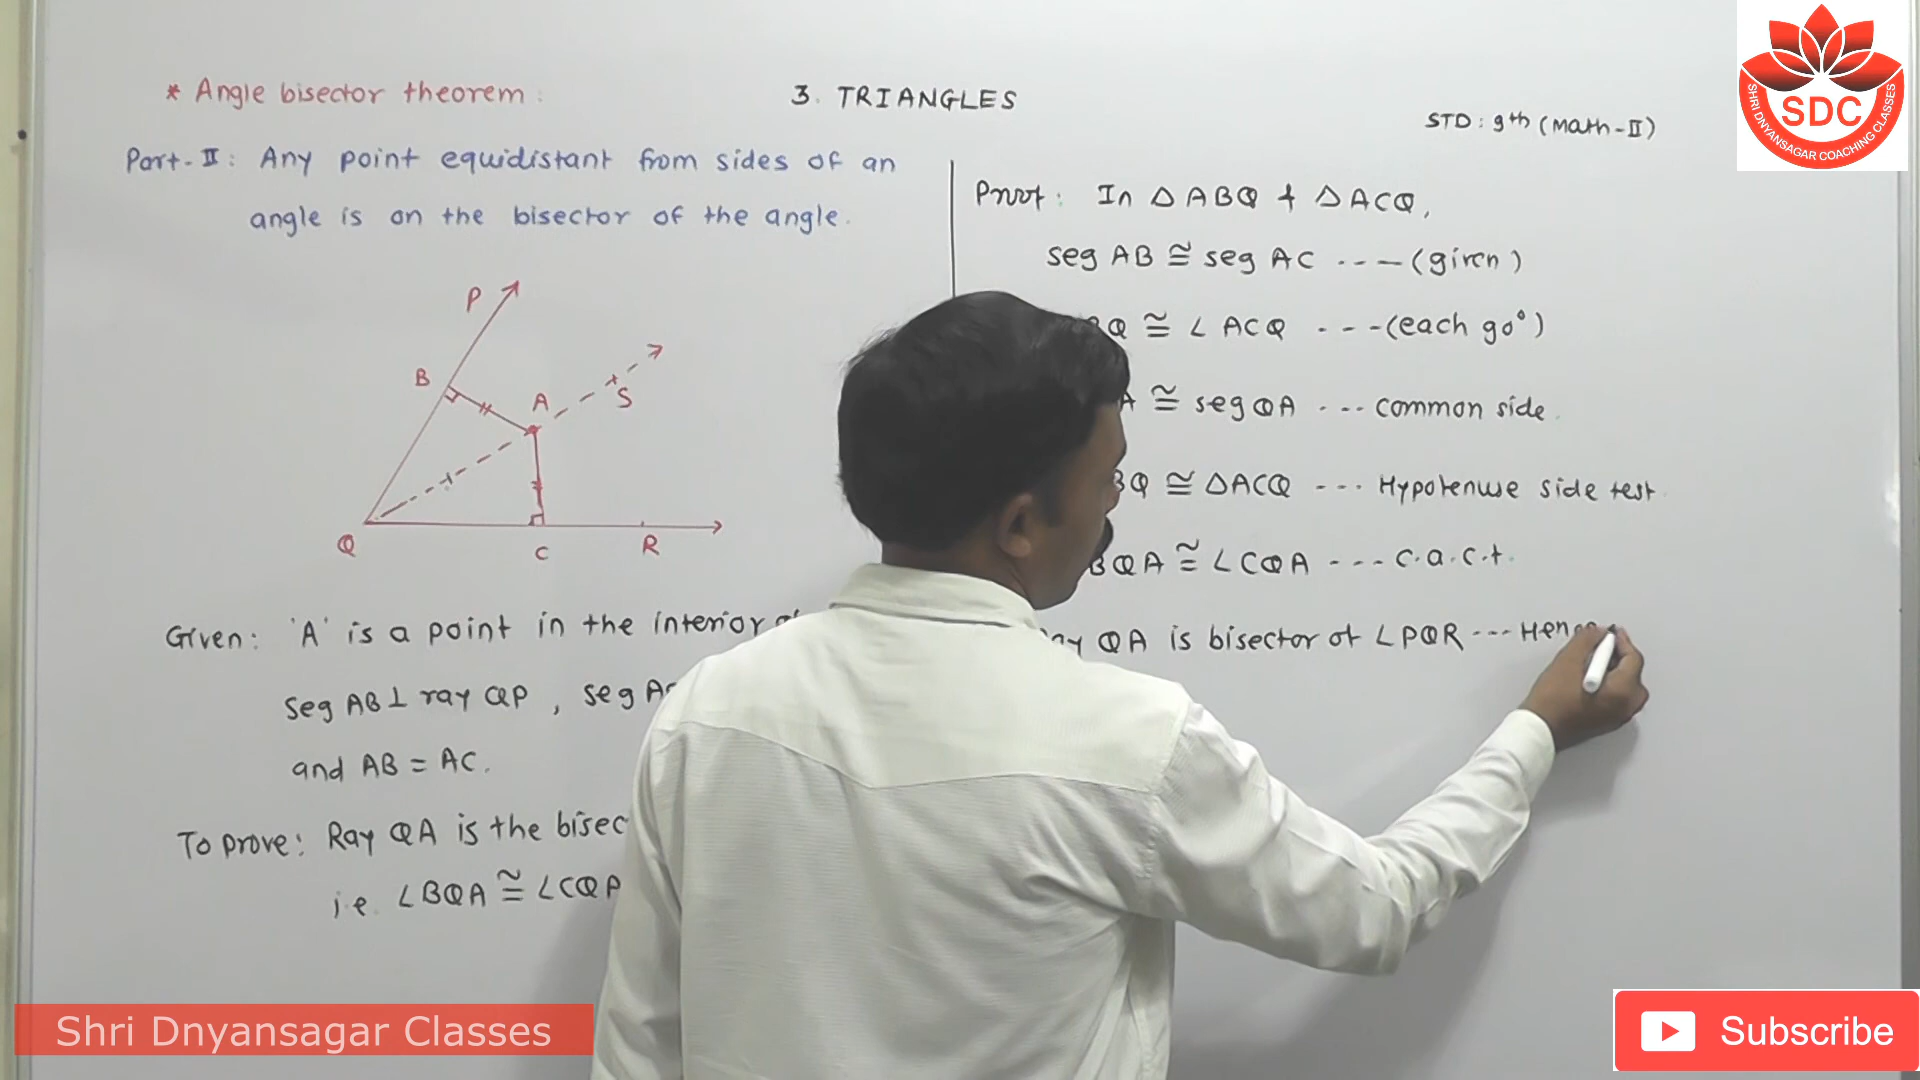 * Angle bisector theorem :
3. TRIANGLES
STD : 9th (Math-II)
Part-II : Any point equidistant from sides of an
angle is on the bisector of the angle.
P
B
A
S
Q
C
R
Given : 'A' is a point in the interior
seg AB ⊥ ray QP , seg
and AB = AC.
To prove : Ray QA is the
i.e. ∠BQA ≅ ∠CQA
Proof : In △ ABQ & △ ACQ,
seg AB ≅ seg AC ---- (given)
Q ≅ ∠ ACQ --- (each 90°)
A ≅ seg QA --- common side.
BQ ≅ △ACQ --- Hypotenuse side test.
BQA ≅ ∠CQA --- c.a.c.t.
QA is bisector of ∠PQR ---
SDC
SHRI DNYANSAGAR COACHING CLASSES
Shri Dnyansagar Classes
Subscribe